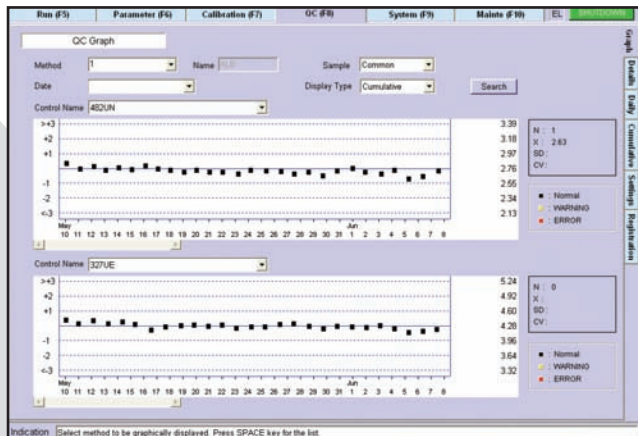 Run (F5) Parameter (F6) Calibration (F7) QC (F8) System (F9) Mainte (F10) EL SHUTDOWN
QC Graph
Method 1 Name ALB Sample Common
Date Display Type Cumulative Search
Control Name 482UN
>+3
+2
+1
-1
-2
<-3
3.39
3.18
2.97
2.76
2.55
2.34
2.13
May Jun
10 11 12 13 14 15 16 17 18 19 20 21 22 23 24 25 26 27 28 29 30 31 1 2 3 4 5 6 7 8
N : 1
X : 2.63
SD :
CV :
: Normal
: WARNING
: ERROR
Control Name 327UE
>+3
+2
+1
-1
-2
<-3
5.24
4.92
4.60
4.28
3.96
3.64
3.32
May Jun
10 11 12 13 14 15 16 17 18 19 20 21 22 23 24 25 26 27 28 29 30 31 1 2 3 4 5 6 7 8
N : 0
X :
SD :
CV :
: Normal
: WARNING
: ERROR
Graph
Details
Daily
Cumulative
Settings
Registration
Indication Select method to be graphically displayed. Press SPACE key for the list.